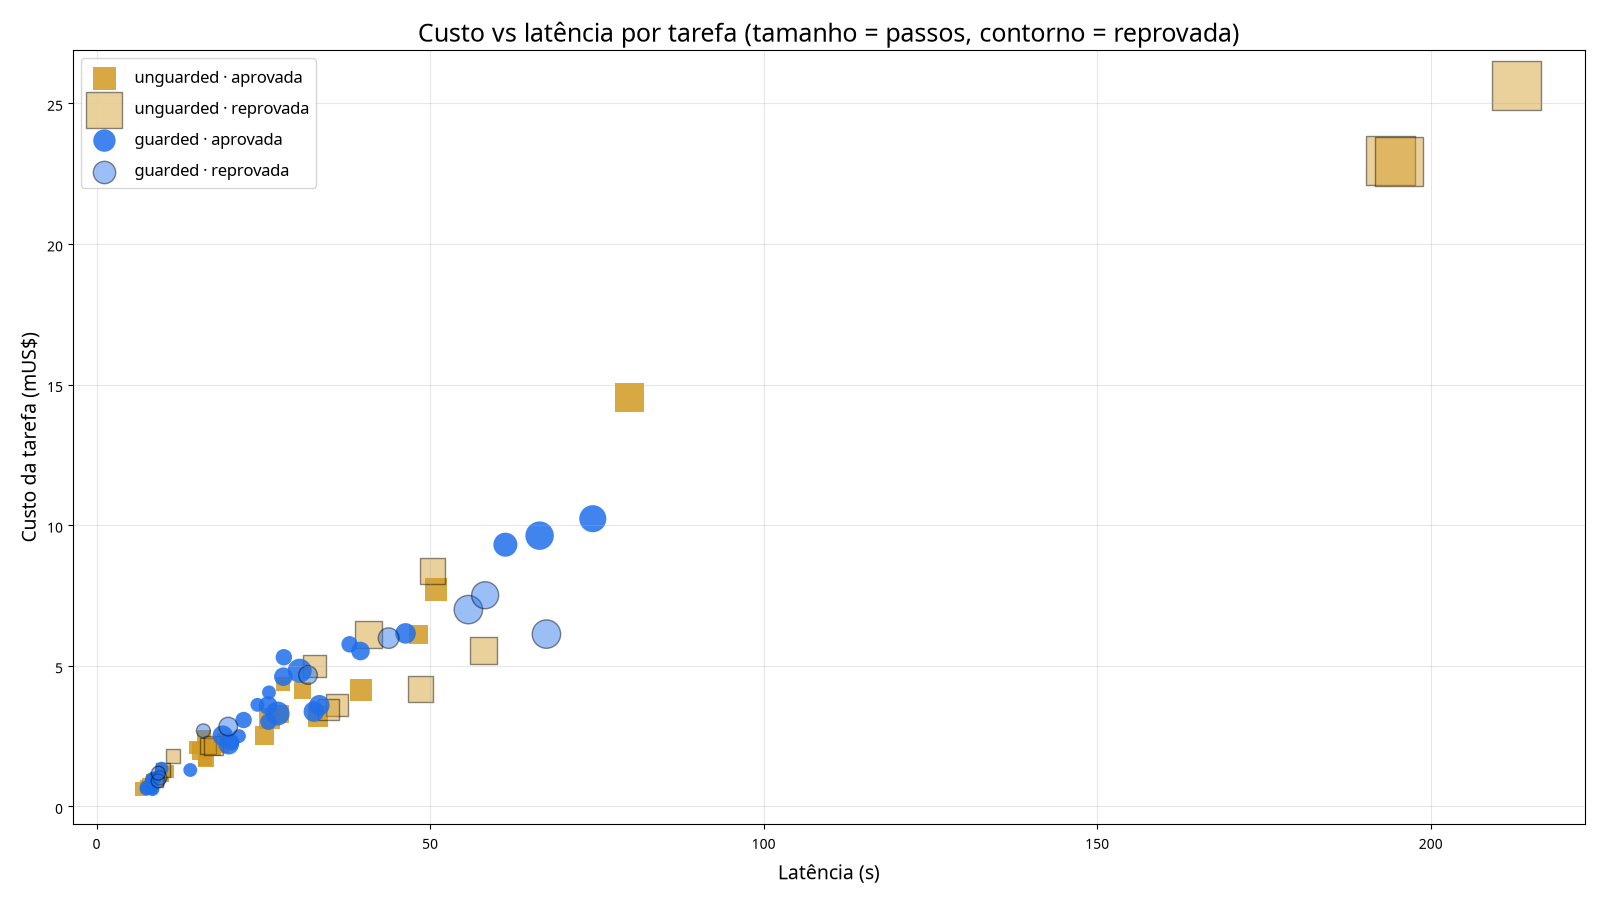 Custo vs latência por tarefa (tamanho = passos, contorno = reprovada)
unguarded · aprovada
unguarded · reprovada
guarded · aprovada
guarded · reprovada
Custo da tarefa (mUS$)
25
20
15
10
5
0
0
50
100
150
200
Latência (s)